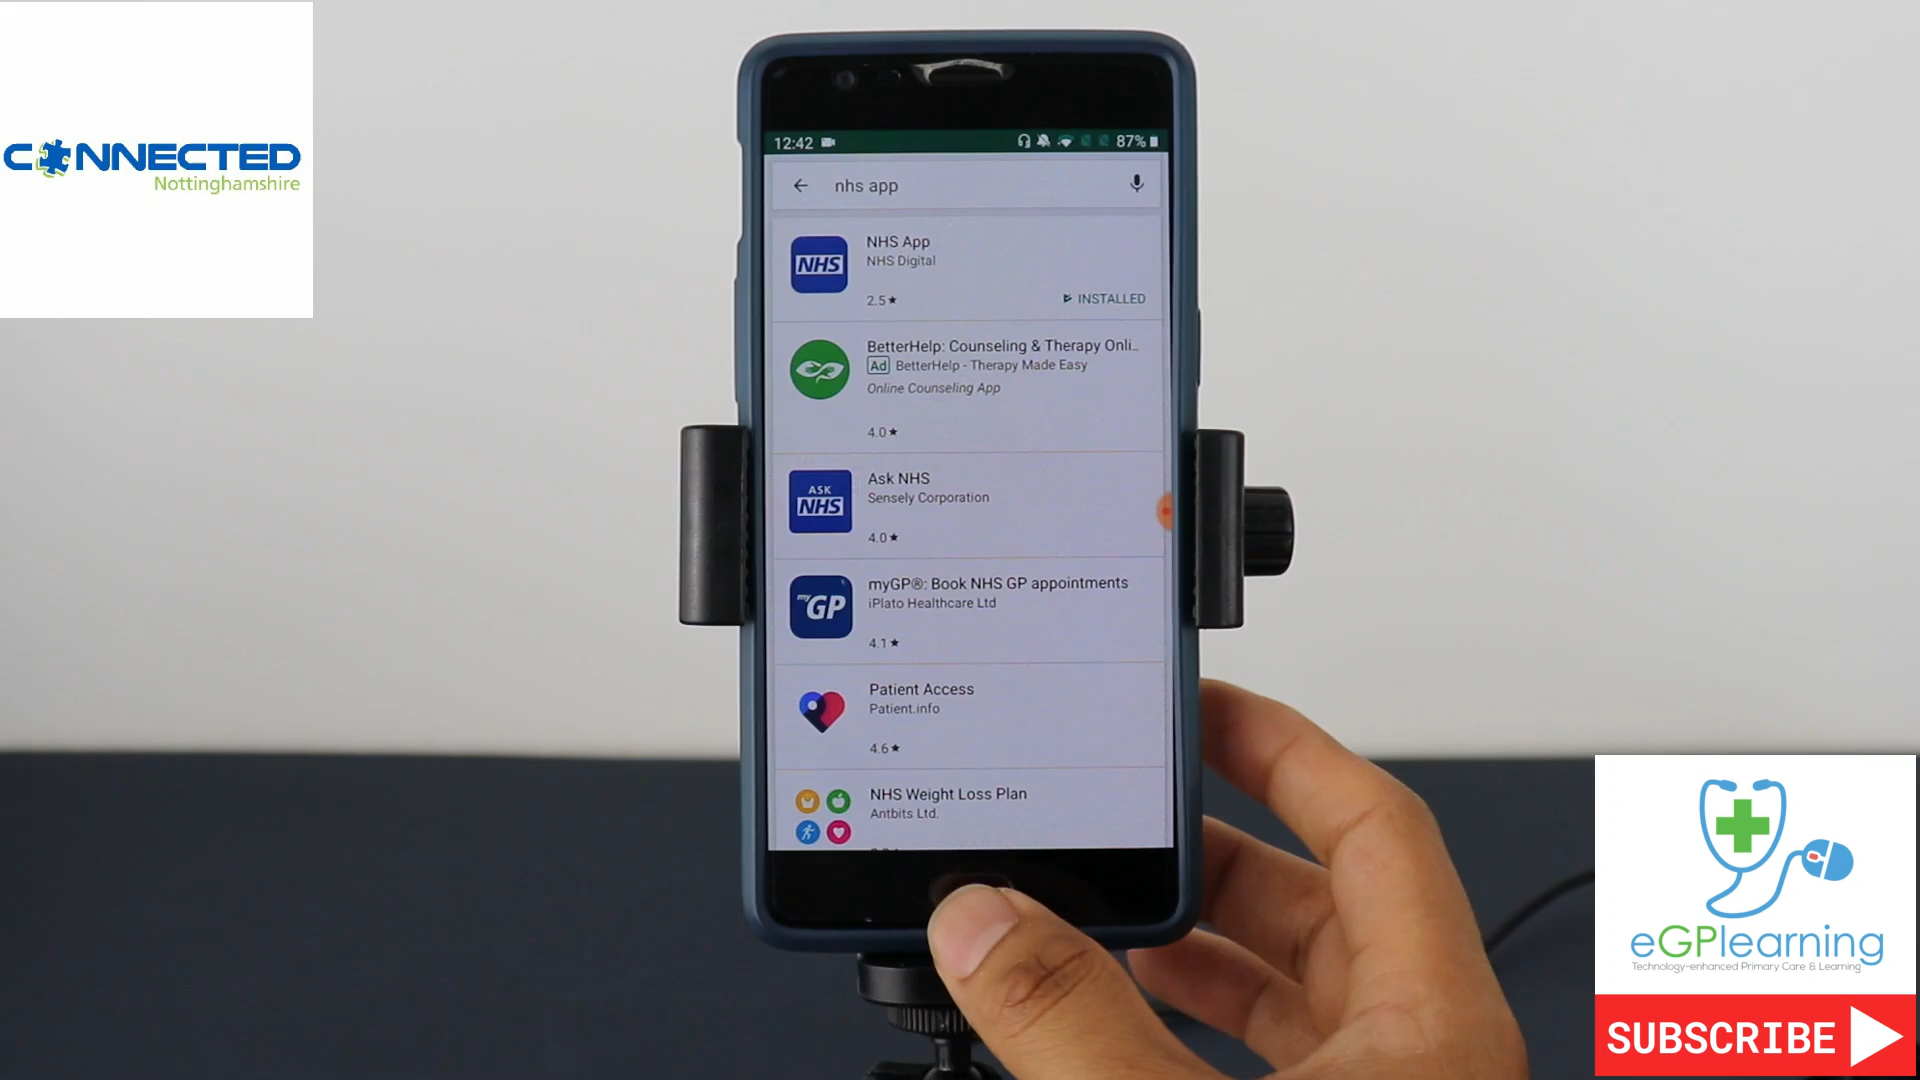 CONNECTED
Nottinghamshire
12:42
87%
nhs app
NHS
NHS App
NHS Digital
2.5★
INSTALLED
BetterHelp: Counseling & Therapy Onli..
Ad BetterHelp - Therapy Made Easy
Online Counseling App
4.0★
ASK
NHS
Ask NHS
Sensely Corporation
4.0★
my GP
myGP®: Book NHS GP appointments
iPlato Healthcare Ltd
4.1★
Patient Access
Patient.info
4.6★
NHS Weight Loss Plan
Antbits Ltd.
eGPlearning
Technology-enhanced Primary Care & Learning
SUBSCRIBE